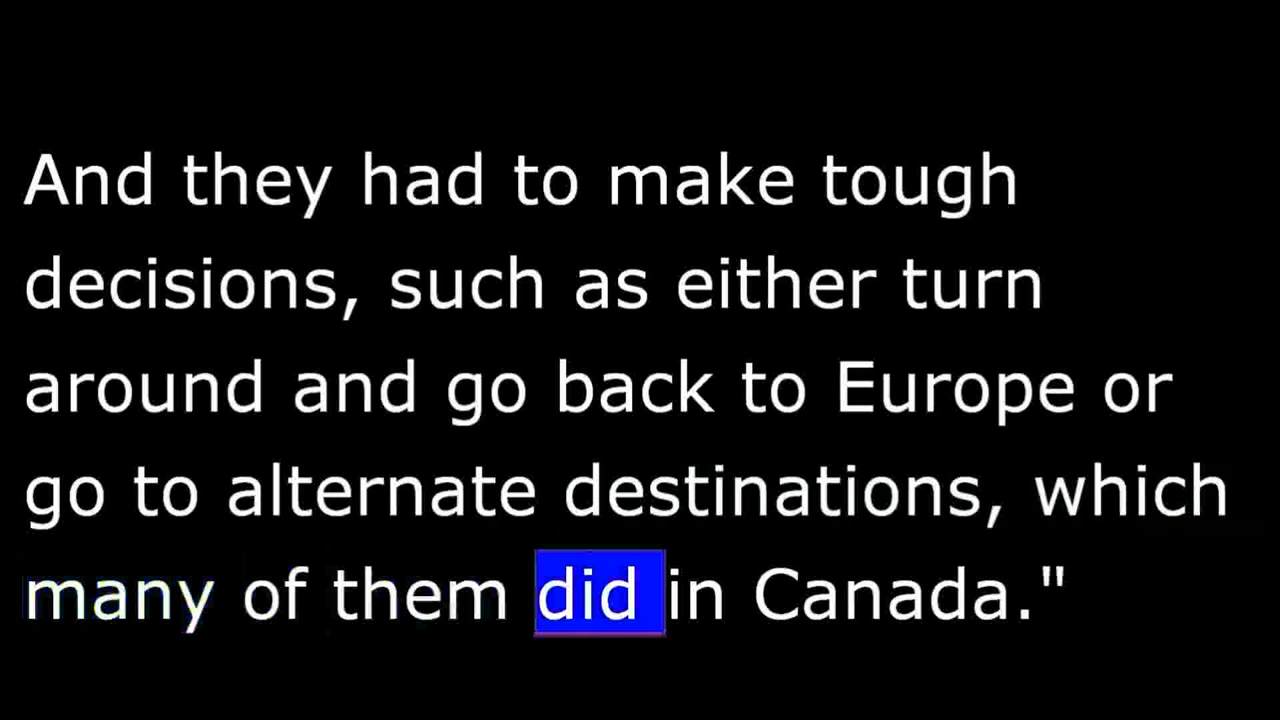 And they had to make tough
decisions, such as either turn
around and go back to Europe or
go to alternate destinations, which
many of them did in Canada."